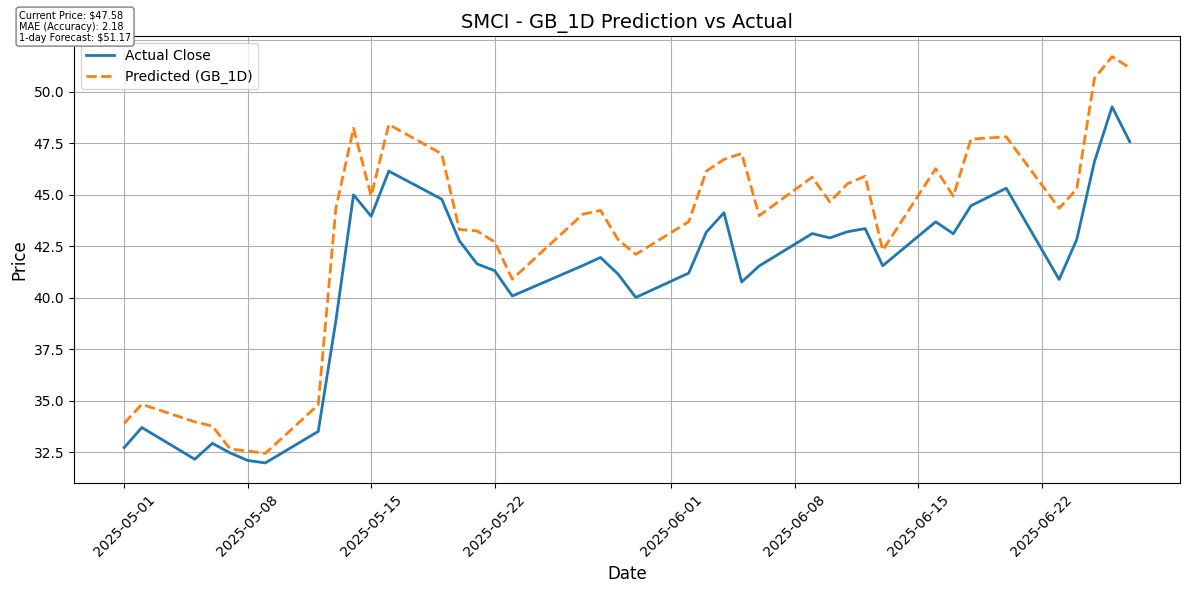 SMCI - GB_1D Prediction vs Actual
Current Price: $47.58
MAE (Accuracy): 2.18
1-day Forecast: $51.17
Actual Close
Predicted (GB_1D)
Price
50.0
47.5
45.0
42.5
40.0
37.5
35.0
32.5
2025-05-01
2025-05-08
2025-05-15
2025-05-22
2025-06-01
2025-06-08
2025-06-15
2025-06-22
Date